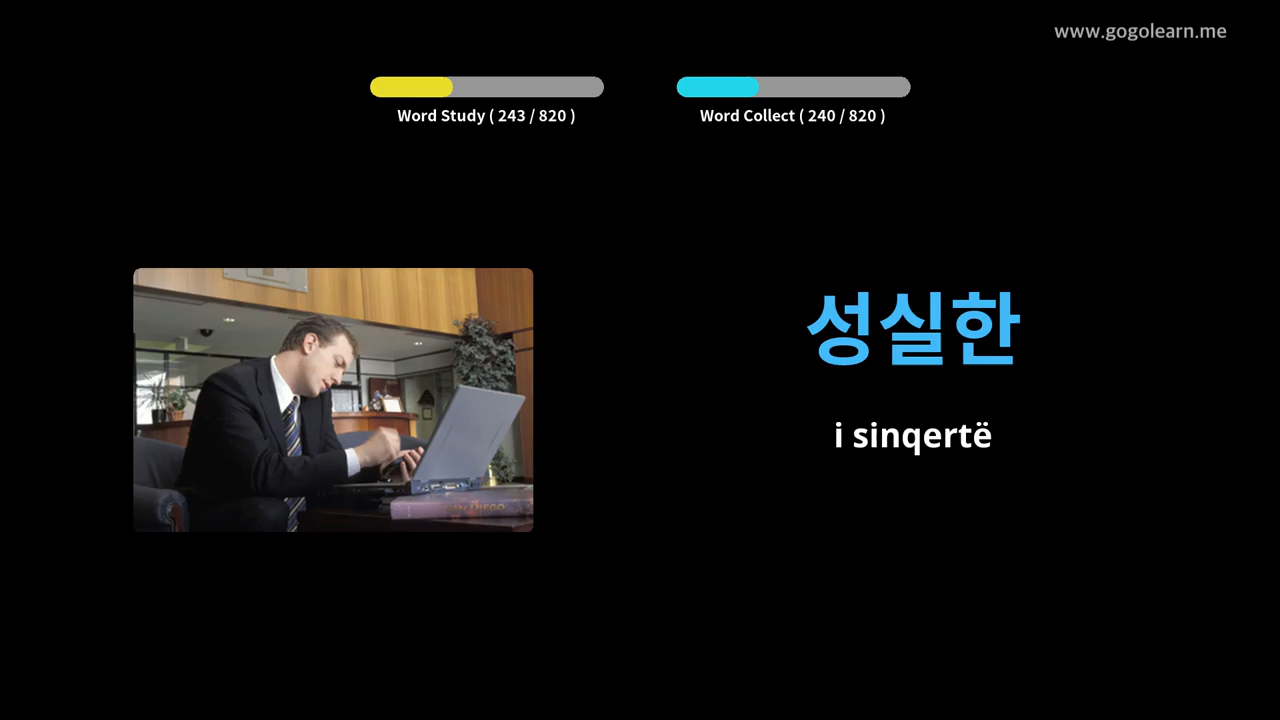 www.gogolearn.me
Word Study ( 243 / 820 )
Word Collect ( 240 / 820 )
성실한
i sinqertë